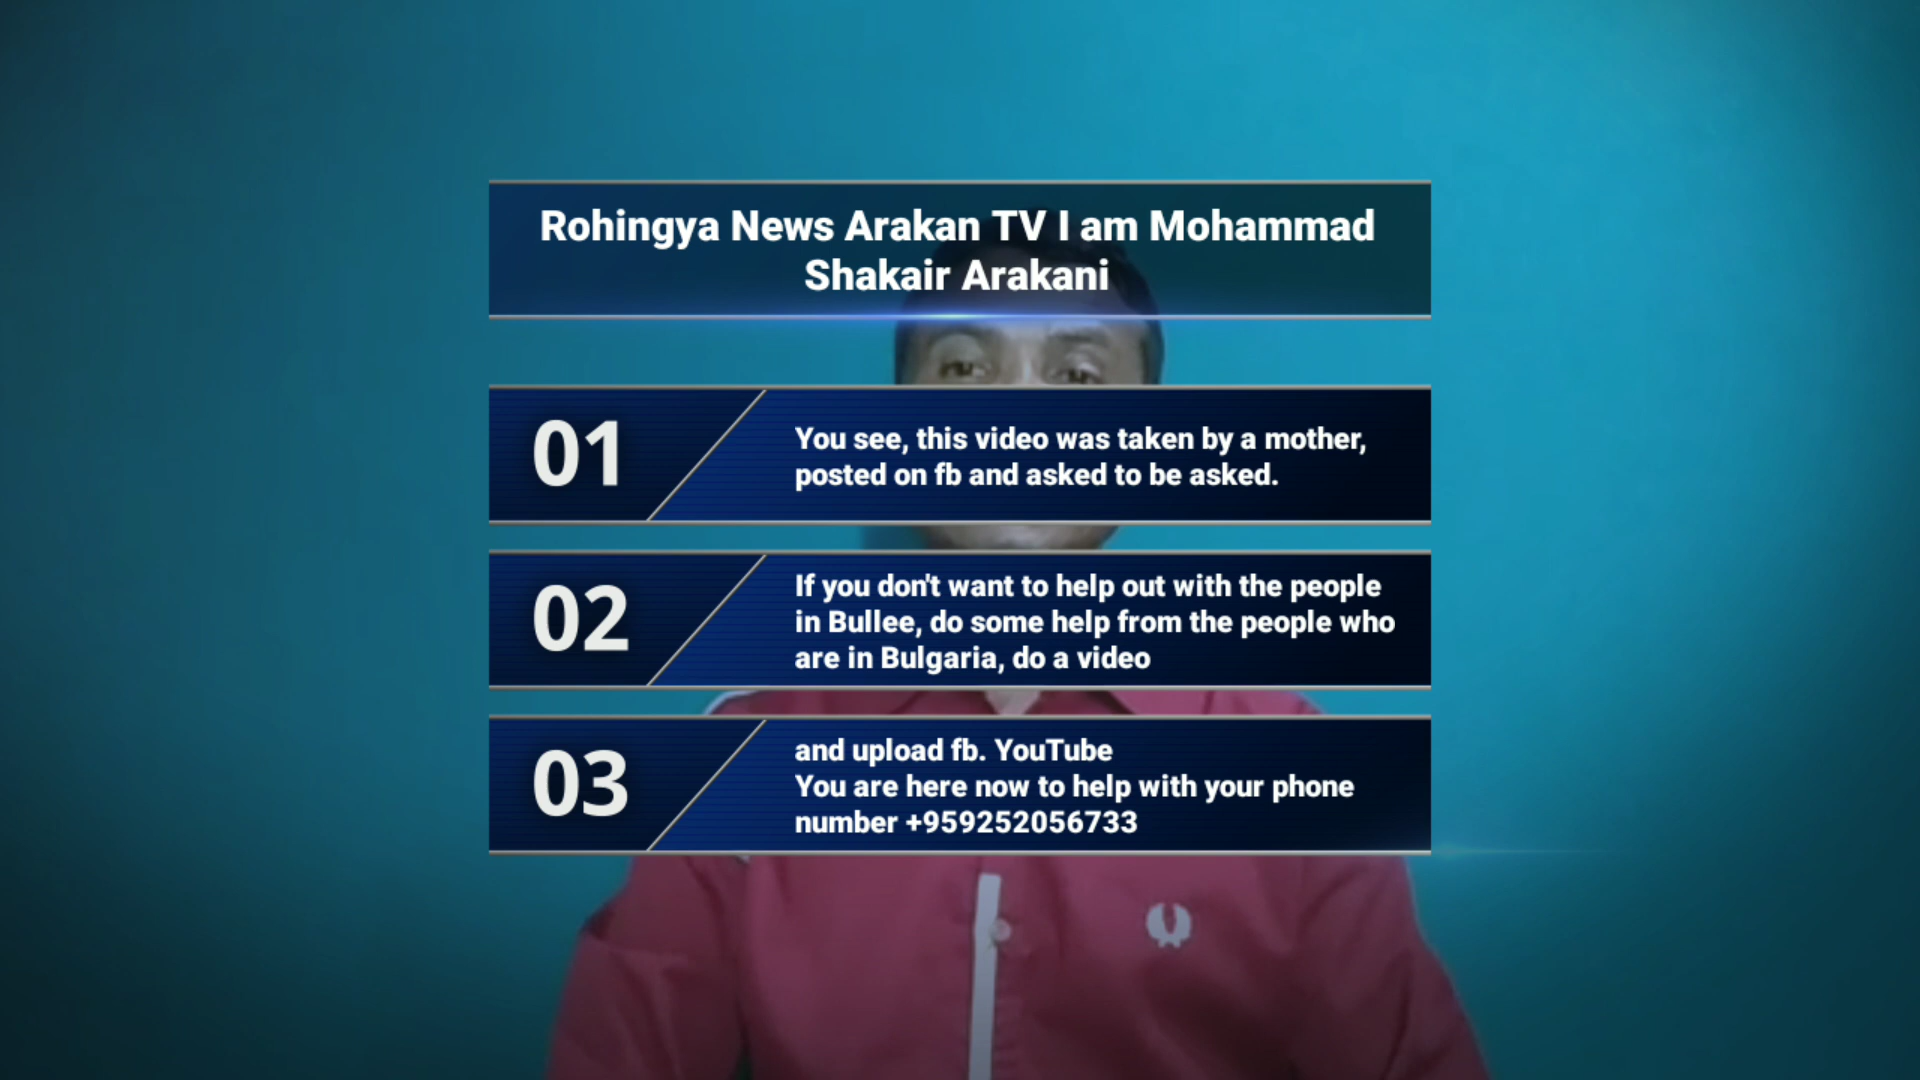 Rohingya News Arakan TV I am Mohammad
Shakair Arakani
01
You see, this video was taken by a mother,
posted on fb and asked to be asked.
02
If you don't want to help out with the people
in Bullee, do some help from the people who
are in Bulgaria, do a video
03
and upload fb. YouTube
You are here now to help with your phone
number +959252056733